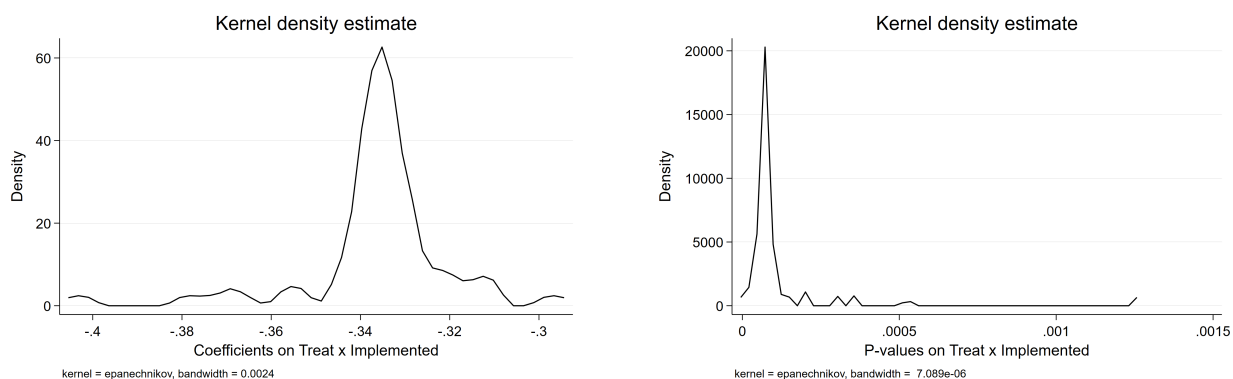 Kernel density estimate
60
40
20
0
Density
-.4 -.38 -.36 -.34 -.32 -.3
Coefficients on Treat x Implemented
kernel = epanechnikov, bandwidth = 0.0024
Kernel density estimate
20000
15000
10000
5000
0
Density
0 .0005 .001 .0015
P-values on Treat x Implemented
kernel = epanechnikov, bandwidth = 7.089e-06